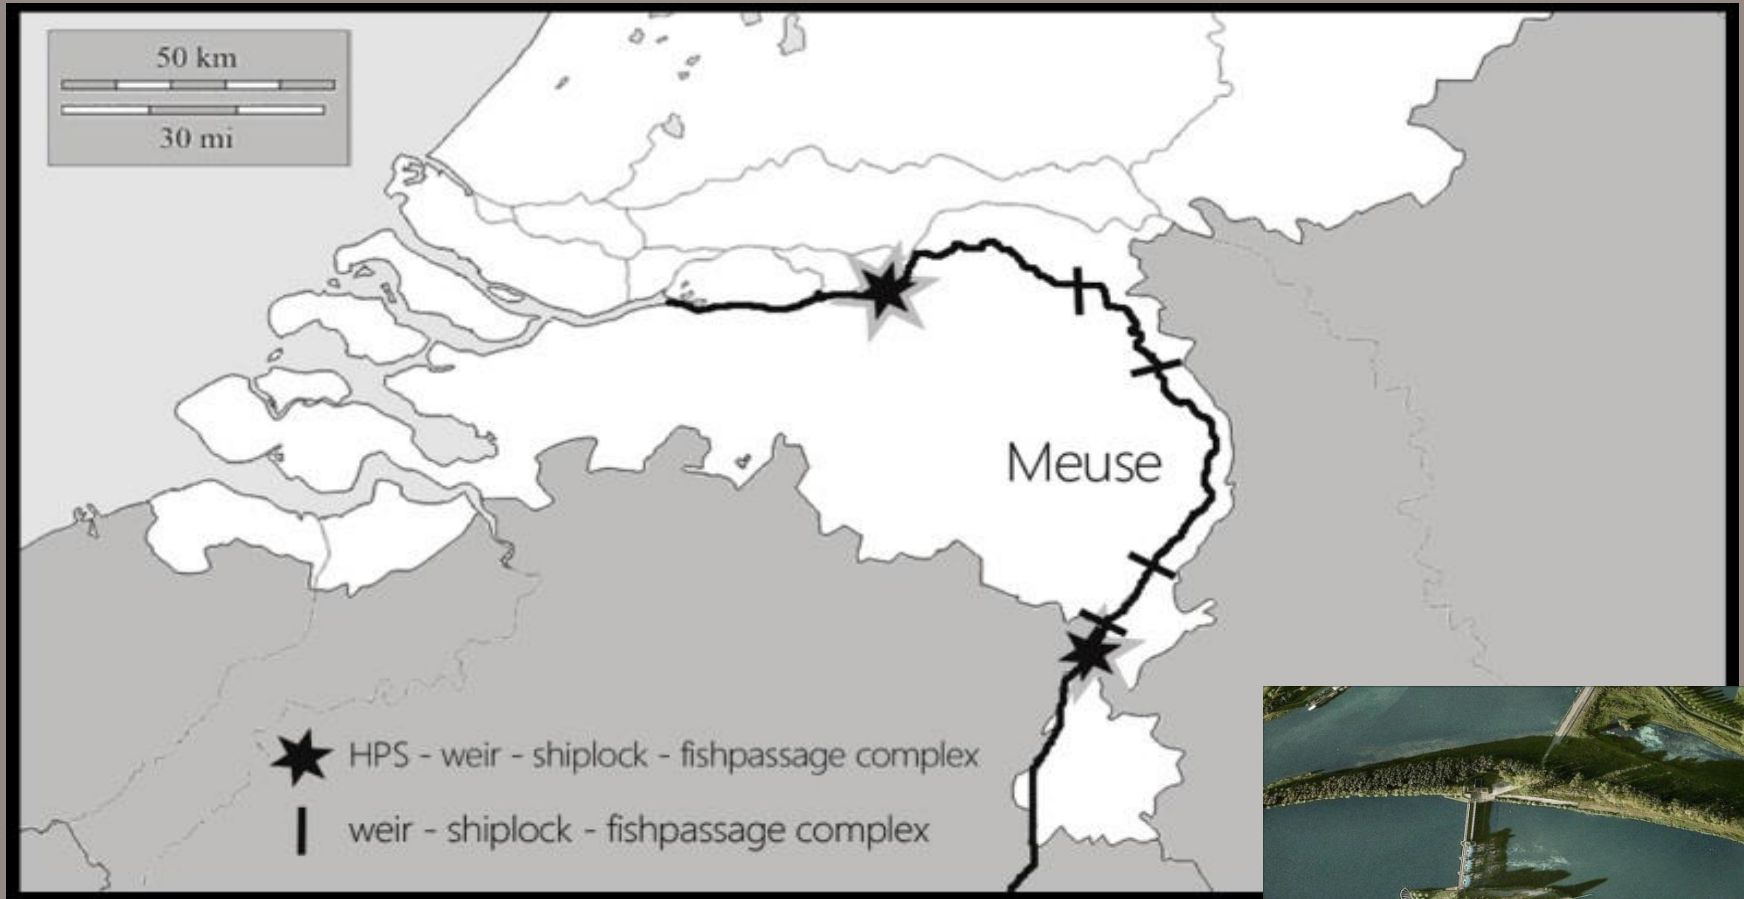 50 km
30 mi
Meuse
HPS - weir - shiplock - fishpassage complex
weir - shiplock - fishpassage complex